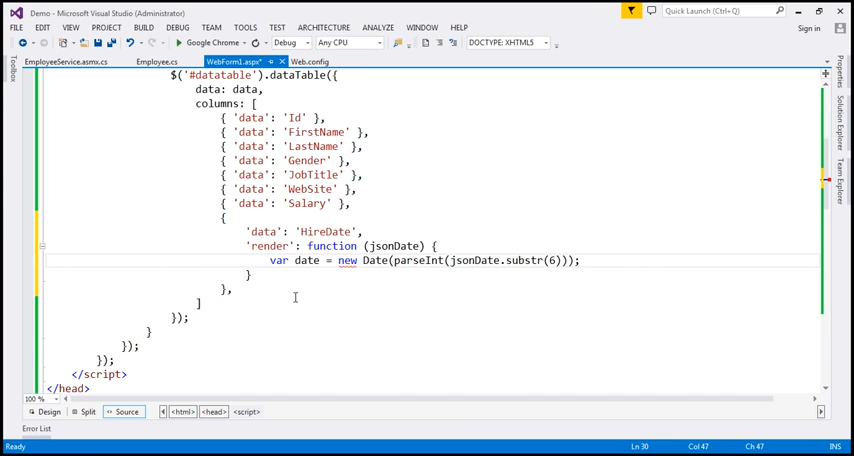 Demo - Microsoft Visual Studio (Administrator)
Quick Launch (Ctrl+Q)
FILE EDIT VIEW PROJECT BUILD DEBUG TEAM TOOLS TEST ARCHITECTURE ANALYZE WINDOW HELP
Sign in
Google Chrome Debug Any CPU DOCTYPE: XHTML5
EmployeeService.asmx.cs Employee.cs WebForm1.aspx* Web.config
Toolbox
Properties
Solution Explorer
Team Explorer
$('#datatable').dataTable({
data: data,
columns: [
{ 'data': 'Id' },
{ 'data': 'FirstName' },
{ 'data': 'LastName' },
{ 'data': 'Gender' },
{ 'data': 'JobTitle' },
{ 'data': 'WebSite' },
{ 'data': 'Salary' },
{
'data': 'HireDate',
'render': function (jsonDate) {
var date = new Date(parseInt(jsonDate.substr(6)));
}
},
]
});
}
});
});
</script>
</head>
100 %
Design Split Source <html> <head> <script>
Error List
Ready Ln 30 Col 47 Ch 47 INS